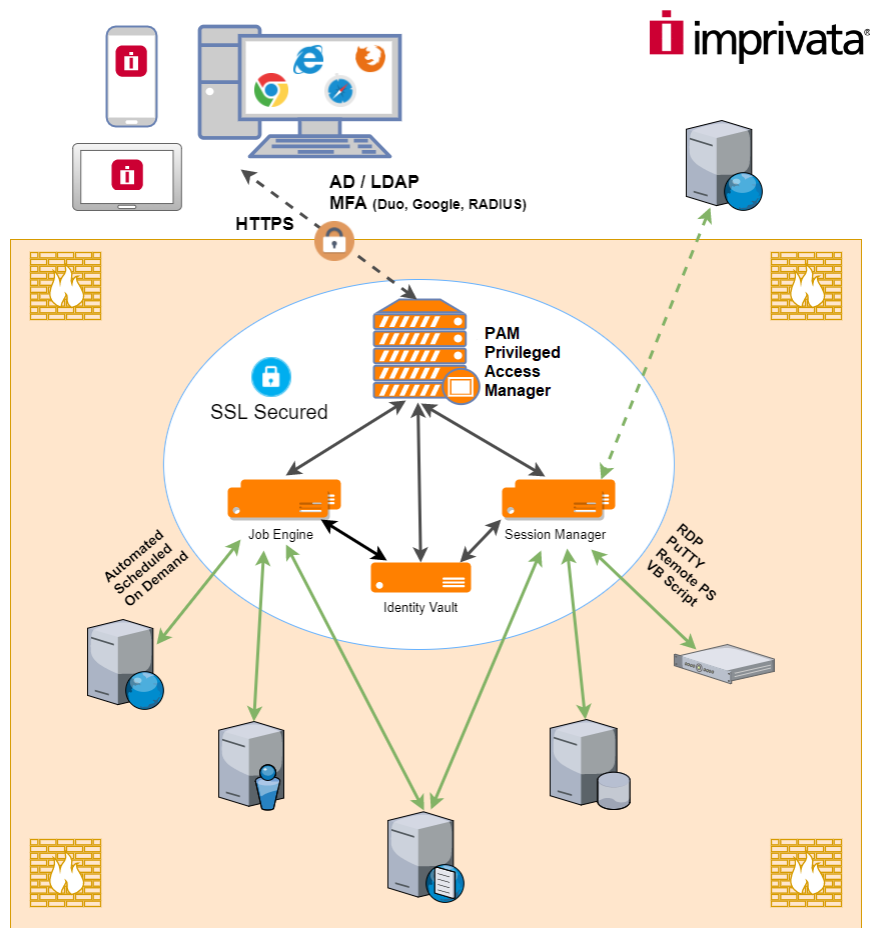 imprivata®
AD / LDAP
MFA (Duo, Google, RADIUS)
HTTPS
PAM
Privileged
Access
Manager
SSL Secured
Job Engine
Session Manager
Identity Vault
Automated
Scheduled
On Demand
RDP
PuTTY
Remote PS
VB Script